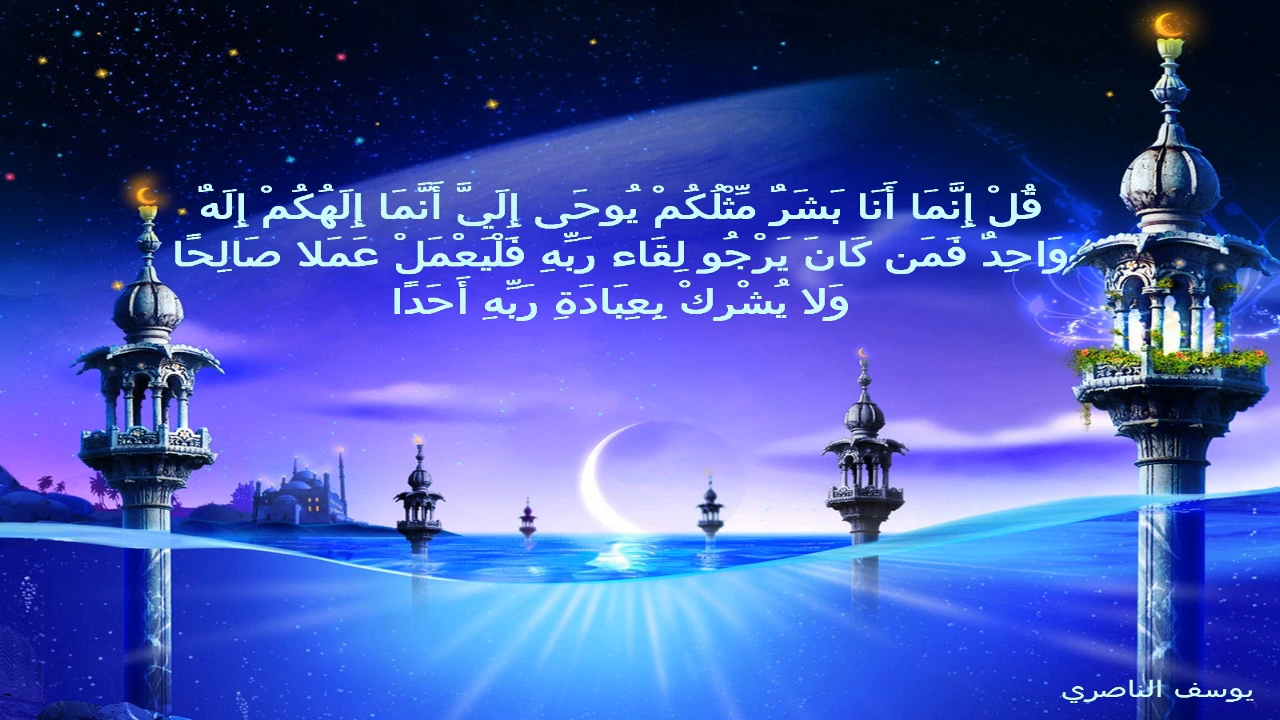 قُلْ إِنَّمَا أَنَا بَشَرٌ مِّثْلُكُمْ يُوحَى إِلَيَّ أَنَّمَا إِلَهُكُمْ إِلَهٌ
وَاحِدٌ فَمَن كَانَ يَرْجُو لِقَاء رَبِّهِ فَلْيَعْمَلْ عَمَلا صَالِحًا
وَلا يُشْرِكْ بِعِبَادَةِ رَبِّهِ أَحَدًا
يوسف الناصري